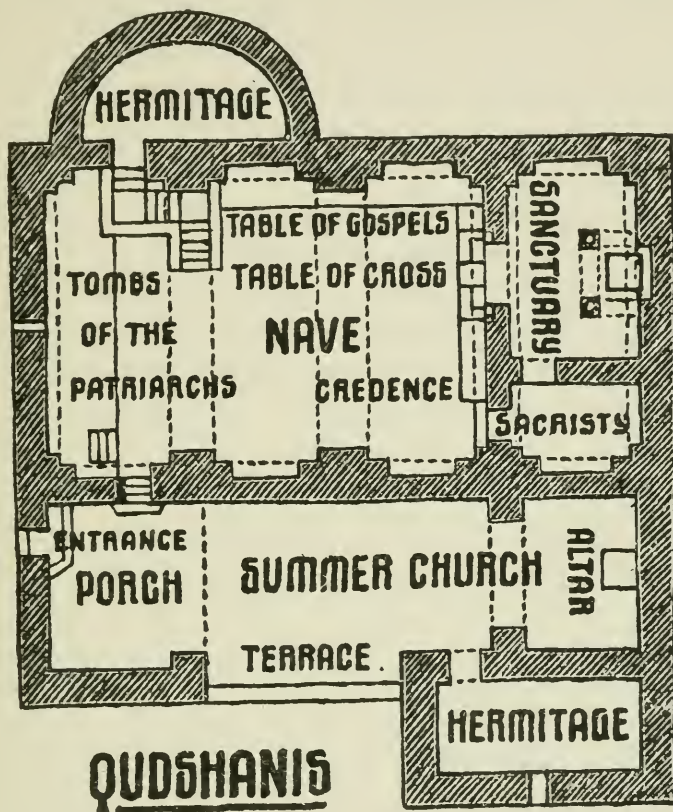 HERMITAGE
TABLE OF GOSPELS
TABLE OF CROSS
TOMBS
OF THE
PATRIARCHS
NAVE
CREDENCE
SANCTUARY
SACRISTY
ENTRANCE
PORCH
SUMMER CHURCH
ALTAR
TERRACE.
HERMITAGE
QUDSHANIS